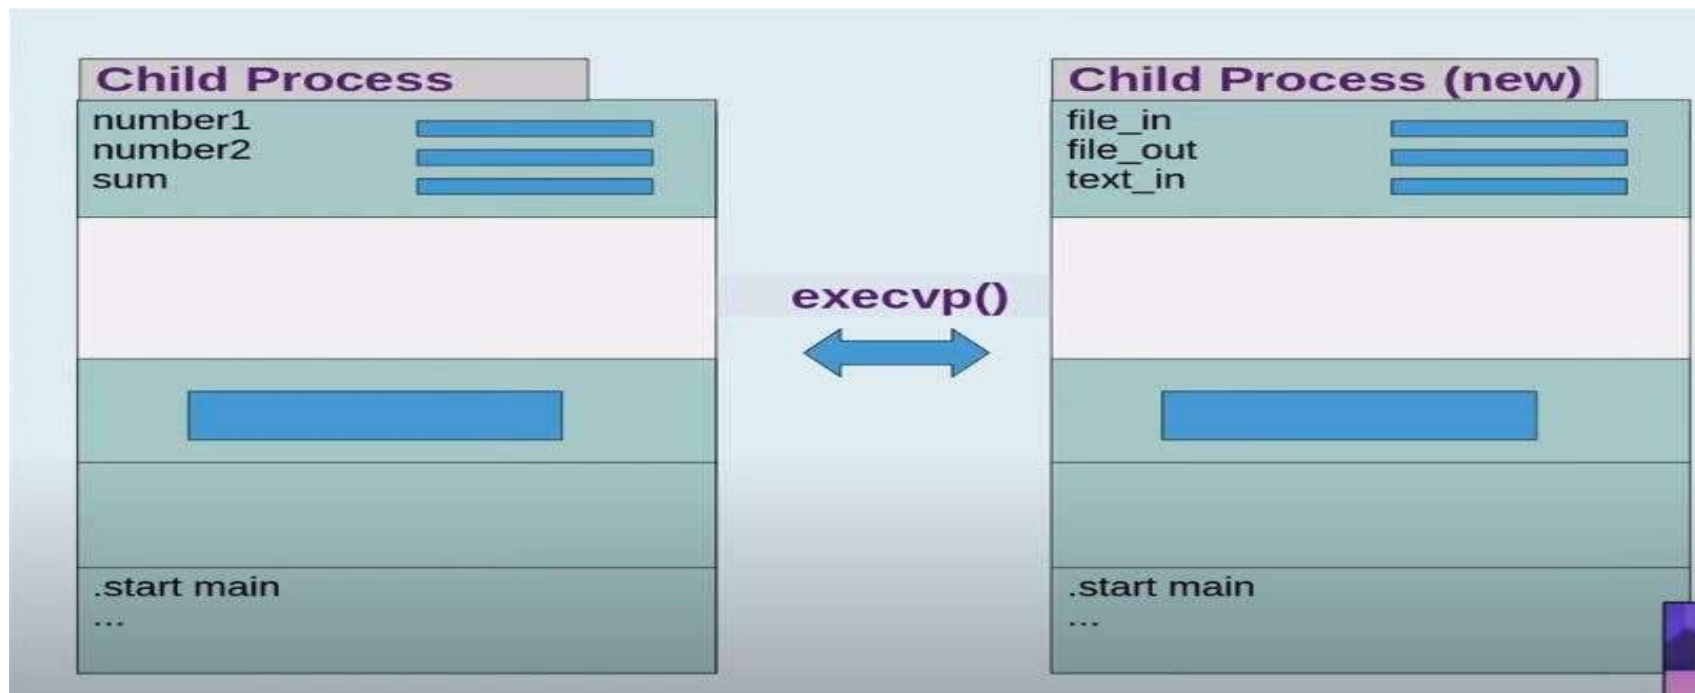 Child Process
number1
number2
sum
.start main
...
execvp()
Child Process (new)
file_in
file_out
text_in
.start main
...